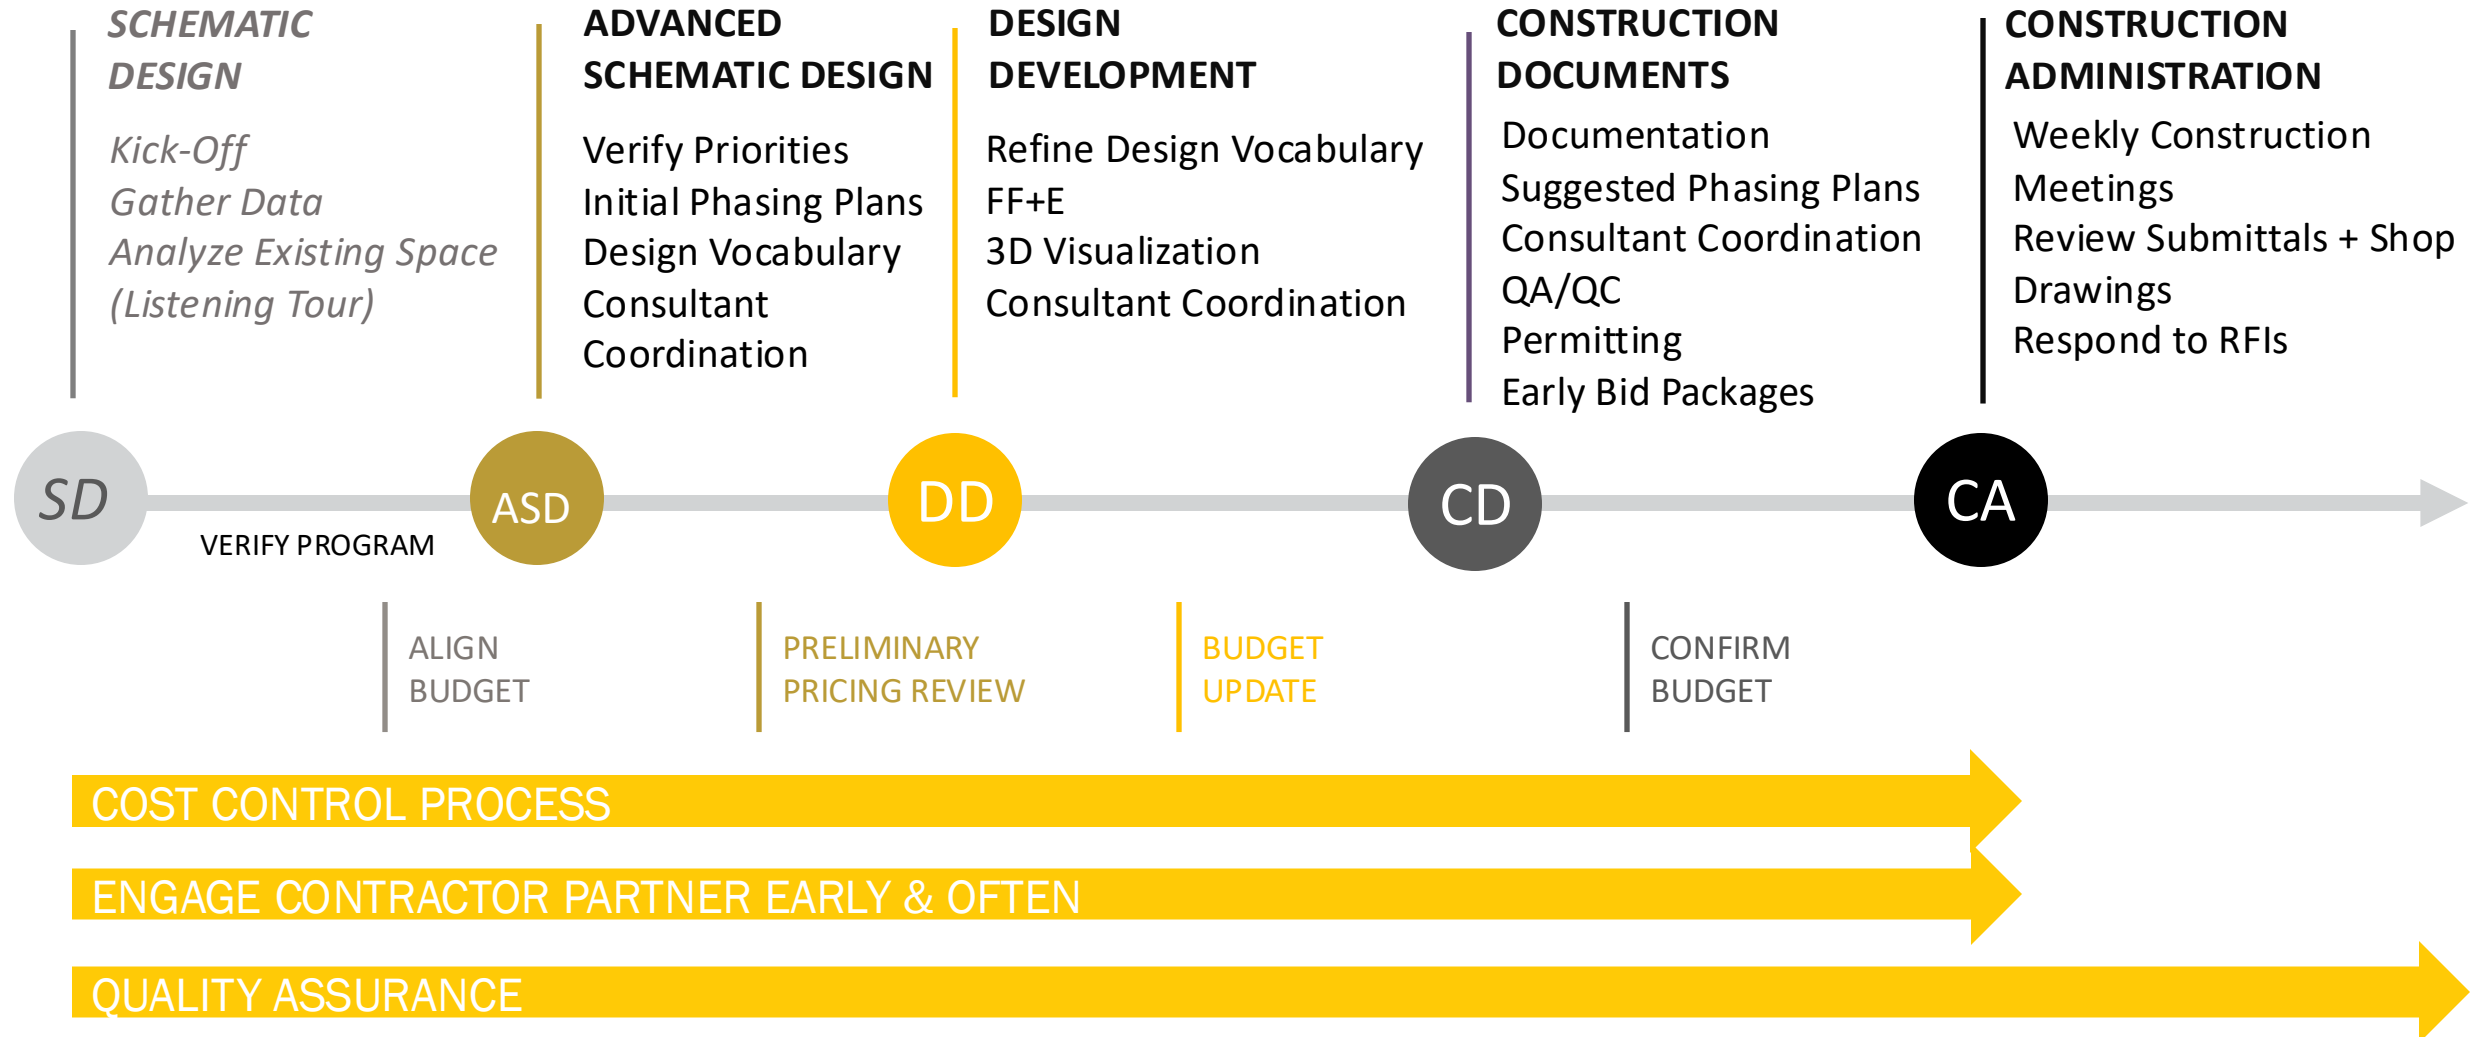 SCHEMATIC
DESIGN
Kick-Off
Gather Data
Analyze Existing Space
(Listening Tour)
ADVANCED
SCHEMATIC DESIGN
Verify Priorities
Initial Phasing Plans
Design Vocabulary
Consultant
Coordination
DESIGN
DEVELOPMENT
Refine Design Vocabulary
FF+E
3D Visualization
Consultant Coordination
CONSTRUCTION
DOCUMENTS
Documentation
Suggested Phasing Plans
Consultant Coordination
QA/QC
Permitting
Early Bid Packages
CONSTRUCTION
ADMINISTRATION
Weekly Construction
Meetings
Review Submittals + Shop
Drawings
Respond to RFIs
SD
ASD
DD
CD
CA
VERIFY PROGRAM
ALIGN
BUDGET
PRELIMINARY
PRICING REVIEW
BUDGET
UPDATE
CONFIRM
BUDGET
COST CONTROL PROCESS
ENGAGE CONTRACTOR PARTNER EARLY & OFTEN
QUALITY ASSURANCE